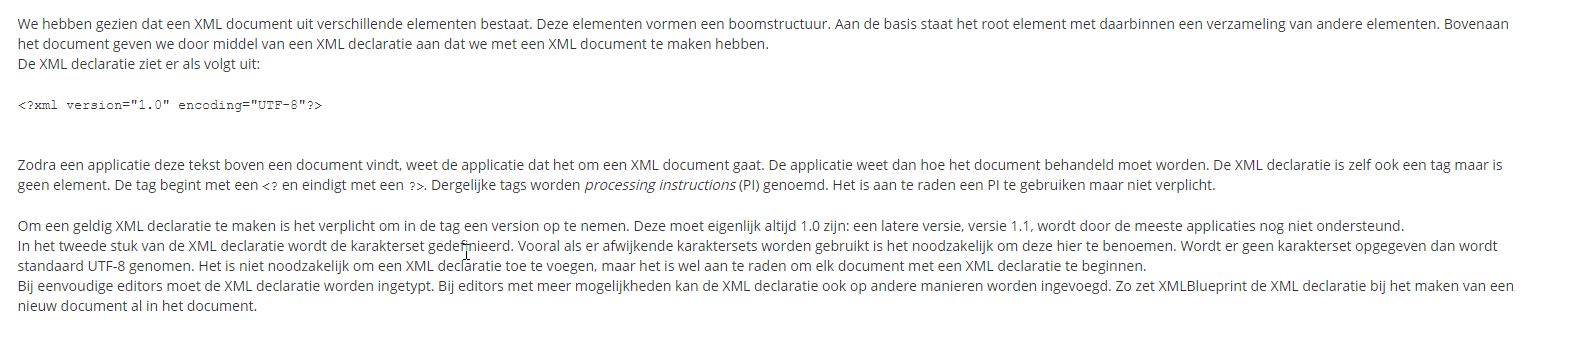 We hebben gezien dat een XML document uit verschillende elementen bestaat. Deze elementen vormen een boomstructuur. Aan de basis staat het root element met daarbinnen een verzameling van andere elementen. Bovenaan
het document geven we door middel van een XML declaratie aan dat we met een XML document te maken hebben.
De XML declaratie ziet er als volgt uit:
<?xml version="1.0" encoding="UTF-8"?>
Zodra een applicatie deze tekst boven een document vindt, weet de applicatie dat het om een XML document gaat. De applicatie weet dan hoe het document behandeld moet worden. De XML declaratie is zelf ook een tag maar is
geen element. De tag begint met een <? en eindigt met een ?>. Dergelijke tags worden processing instructions (PI) genoemd. Het is aan te raden een PI te gebruiken maar niet verplicht.
Om een geldig XML declaratie te maken is het verplicht om in de tag een version op te nemen. Deze moet eigenlijk altijd 1.0 zijn: een latere versie, versie 1.1, wordt door de meeste applicaties nog niet ondersteund.
In het tweede stuk van de XML declaratie wordt de karakterset gedefinieerd. Vooral als er afwijkende karaktersets worden gebruikt is het noodzakelijk om deze hier te benoemen. Wordt er geen karakterset opgegeven dan wordt
standaard UTF-8 genomen. Het is niet noodzakelijk om een XML declaratie toe te voegen, maar het is wel aan te raden om elk document met een XML declaratie te beginnen.
Bij eenvoudige editors moet de XML declaratie worden ingetypt. Bij editors met meer mogelijkheden kan de XML declaratie ook op andere manieren worden ingevoegd. Zo zet XMLBlueprint de XML declaratie bij het maken van een
nieuw document al in het document.